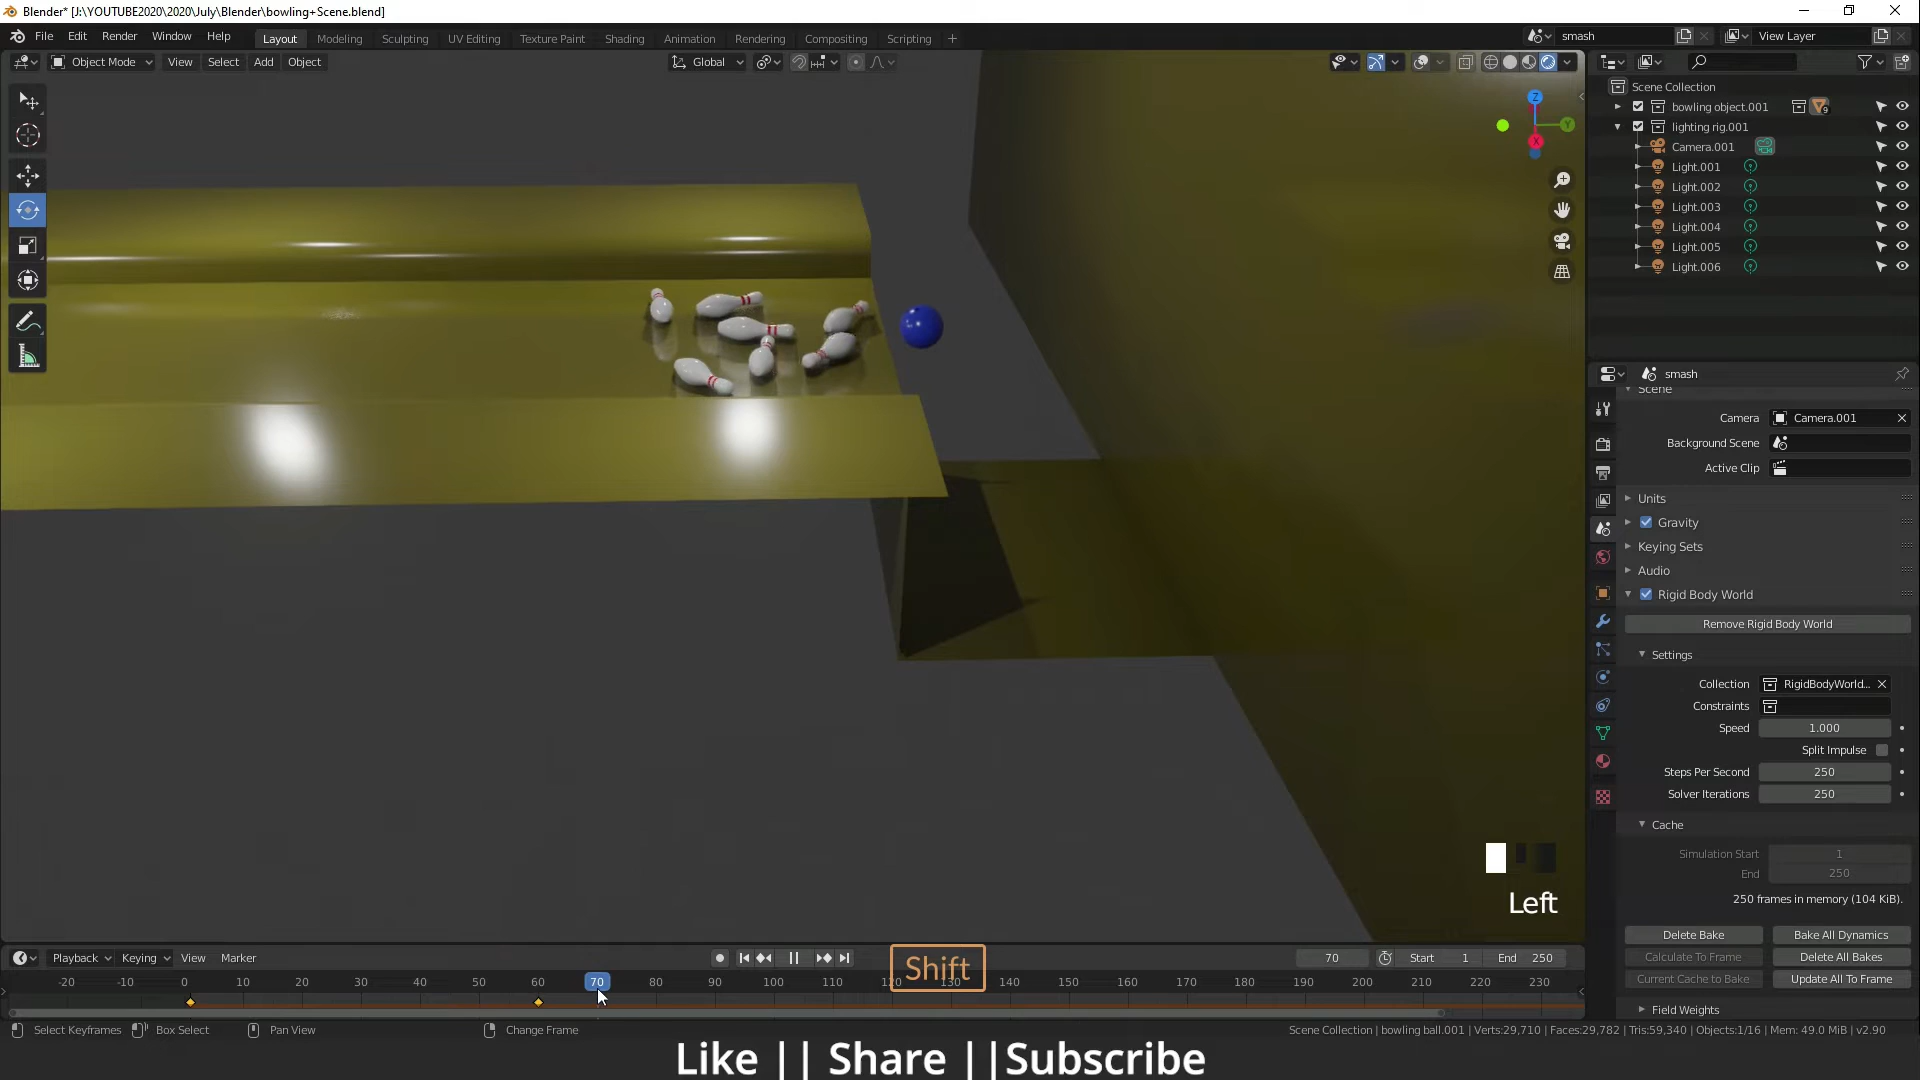 Blender* [J:\YOUTUBE2020\2020\July\Blender\bowling+Scene.blend]
File Edit Render Window Help Layout Modeling Sculpting UV Editing Texture Paint Shading Animation Rendering Compositing Scripting + smash View Layer
Object Mode View Select Add Object Global
Scene Collection
bowling object.001 9
lighting rig.001
Camera.001
Light.001
Light.002
Light.003
Light.004
Light.005
Light.006
Z
Y
X
smash
Scene
Camera Camera.001
Background Scene
Active Clip
Units
Gravity
Keying Sets
Audio
Rigid Body World
Remove Rigid Body World
Settings
Collection RigidBodyWorld...
Constraints
Speed 1.000
Split Impulse
Steps Per Second 250
Solver Iterations 250
Cache
Simulation Start 1
End 250
250 frames in memory (104 KiB).
Delete Bake Bake All Dynamics
Calculate To Frame Delete All Bakes
Current Cache to Bake Update All To Frame
Field Weights
Left
Playback Keying View Marker Shift 70 Start 1 End 250
-20 -10 0 10 20 30 40 50 60 70 80 90 100 110 120 130 140 150 160 170 180 190 200 210 220 230
Select Keyframes Box Select Pan View Change Frame Scene Collection | bowling ball.001 | Verts:29,710 | Faces:29,782 | Tris:59,340 | Objects:1/16 | Mem: 49.0 MiB | v2.90
Like || Share ||Subscribe